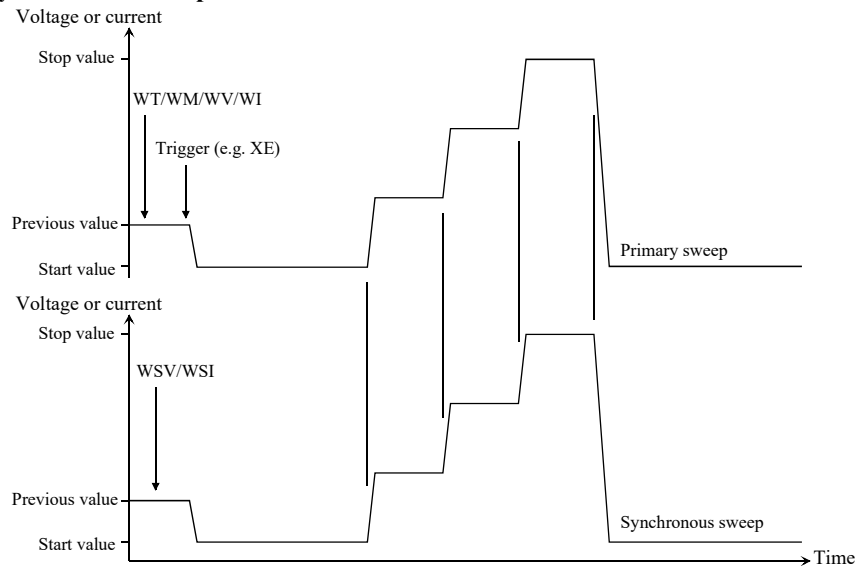 Voltage or current
Stop value
WT/WM/WV/WI
Trigger (e.g. XE)
Previous value
Primary sweep
Start value
Voltage or current
Stop value
WSV/WSI
Previous value
Synchronous sweep
Start value
Time